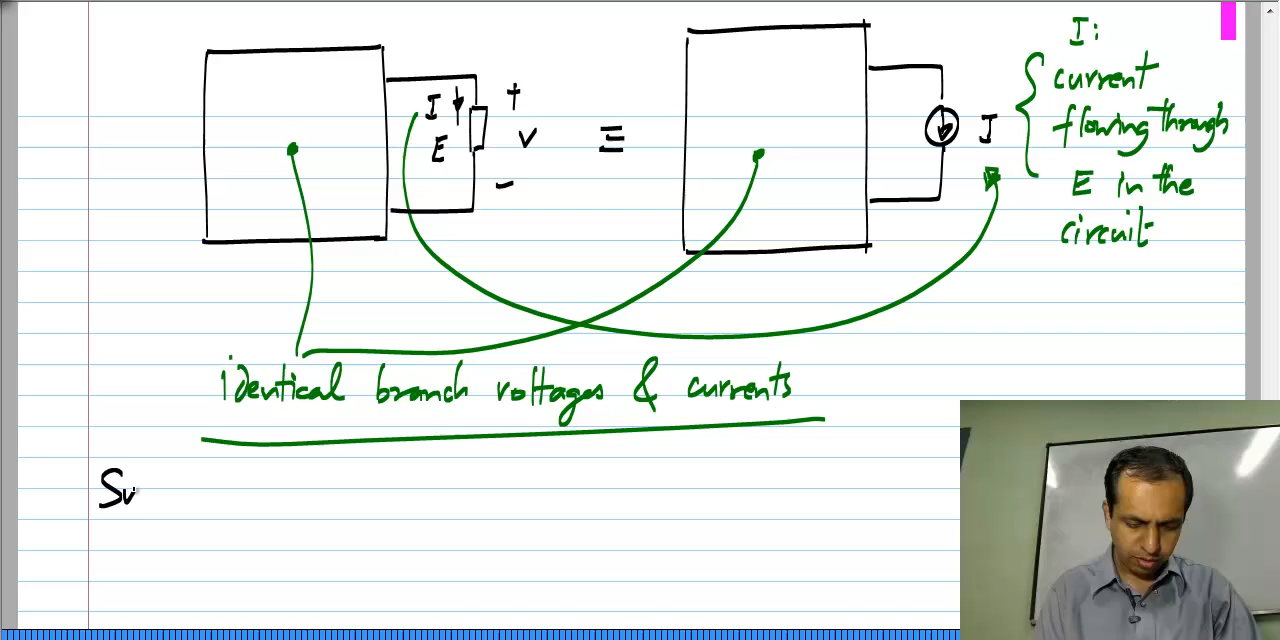 I
E
+
V
-
≡
I
I:
current
flowing through
E in the
circuit
identical branch voltages & currents
Su